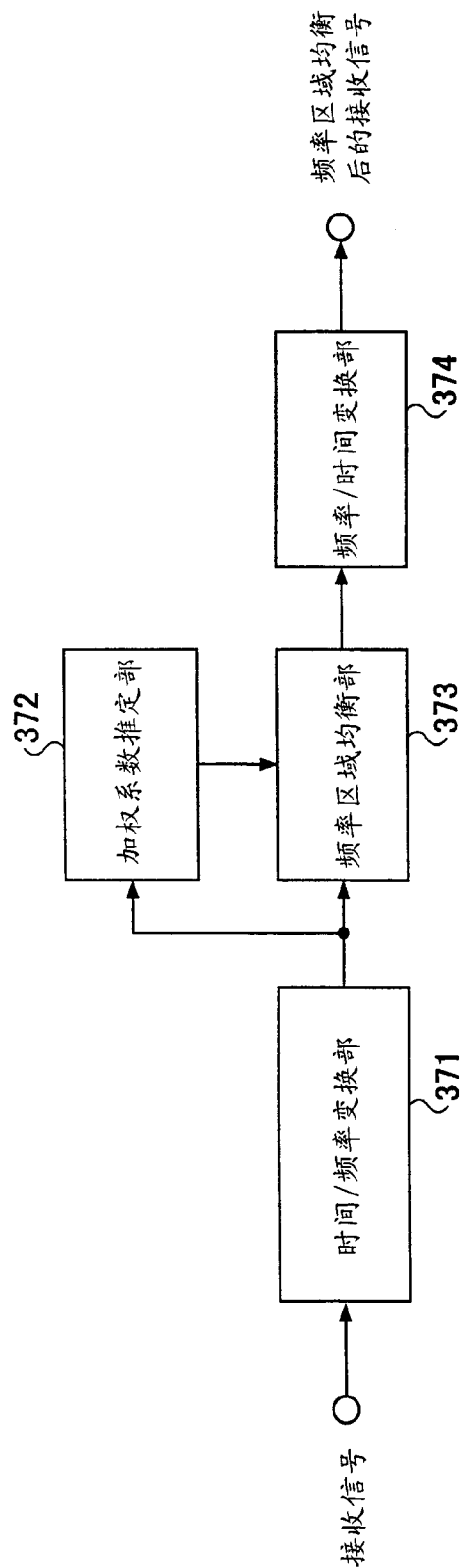 接收信号
时间/频率变换部
371
加权系数推定部
372
频率区域均衡部
373
频率/时间变换部
374
频率区域均衡
后的接收信号